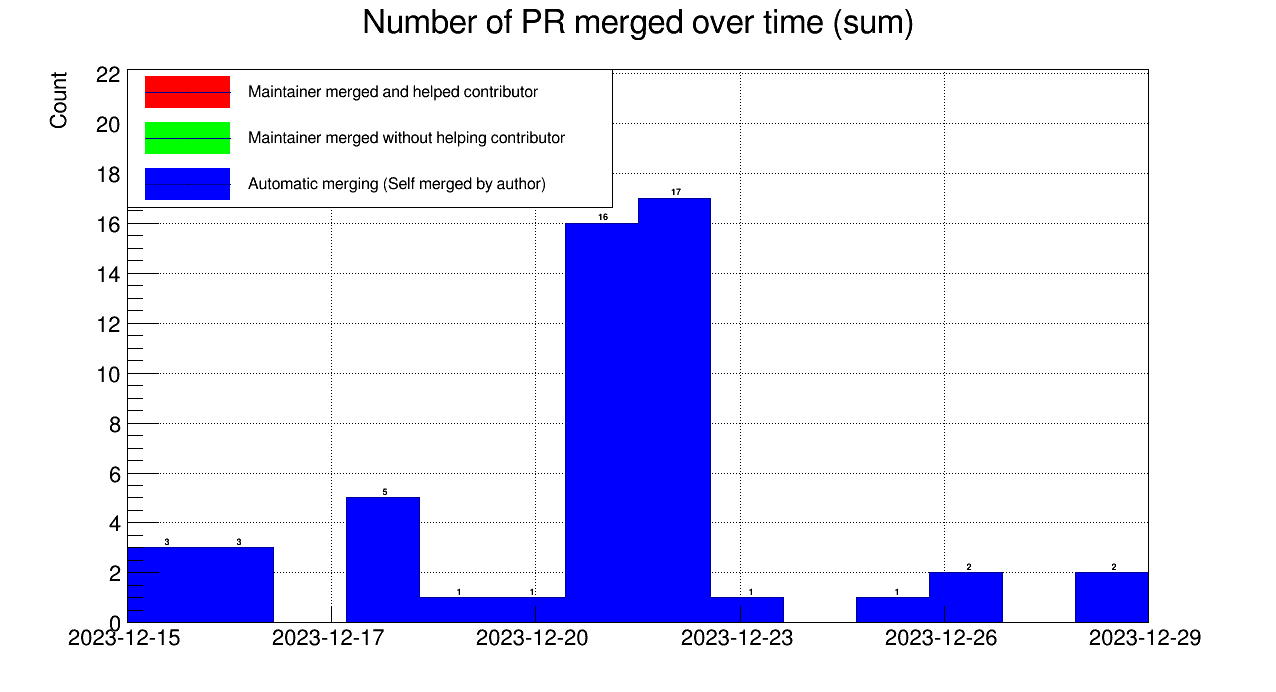 Number of PR merged over time (sum)
Count
22
20
18
16
14
12
10
8
6
4
2
0
Maintainer merged and helped contributor
Maintainer merged without helping contributor
Automatic merging (Self merged by author)
3 3 5 1 1 16 17 1 1 2 2
2023-12-15 2023-12-17 2023-12-20 2023-12-23 2023-12-26 2023-12-29